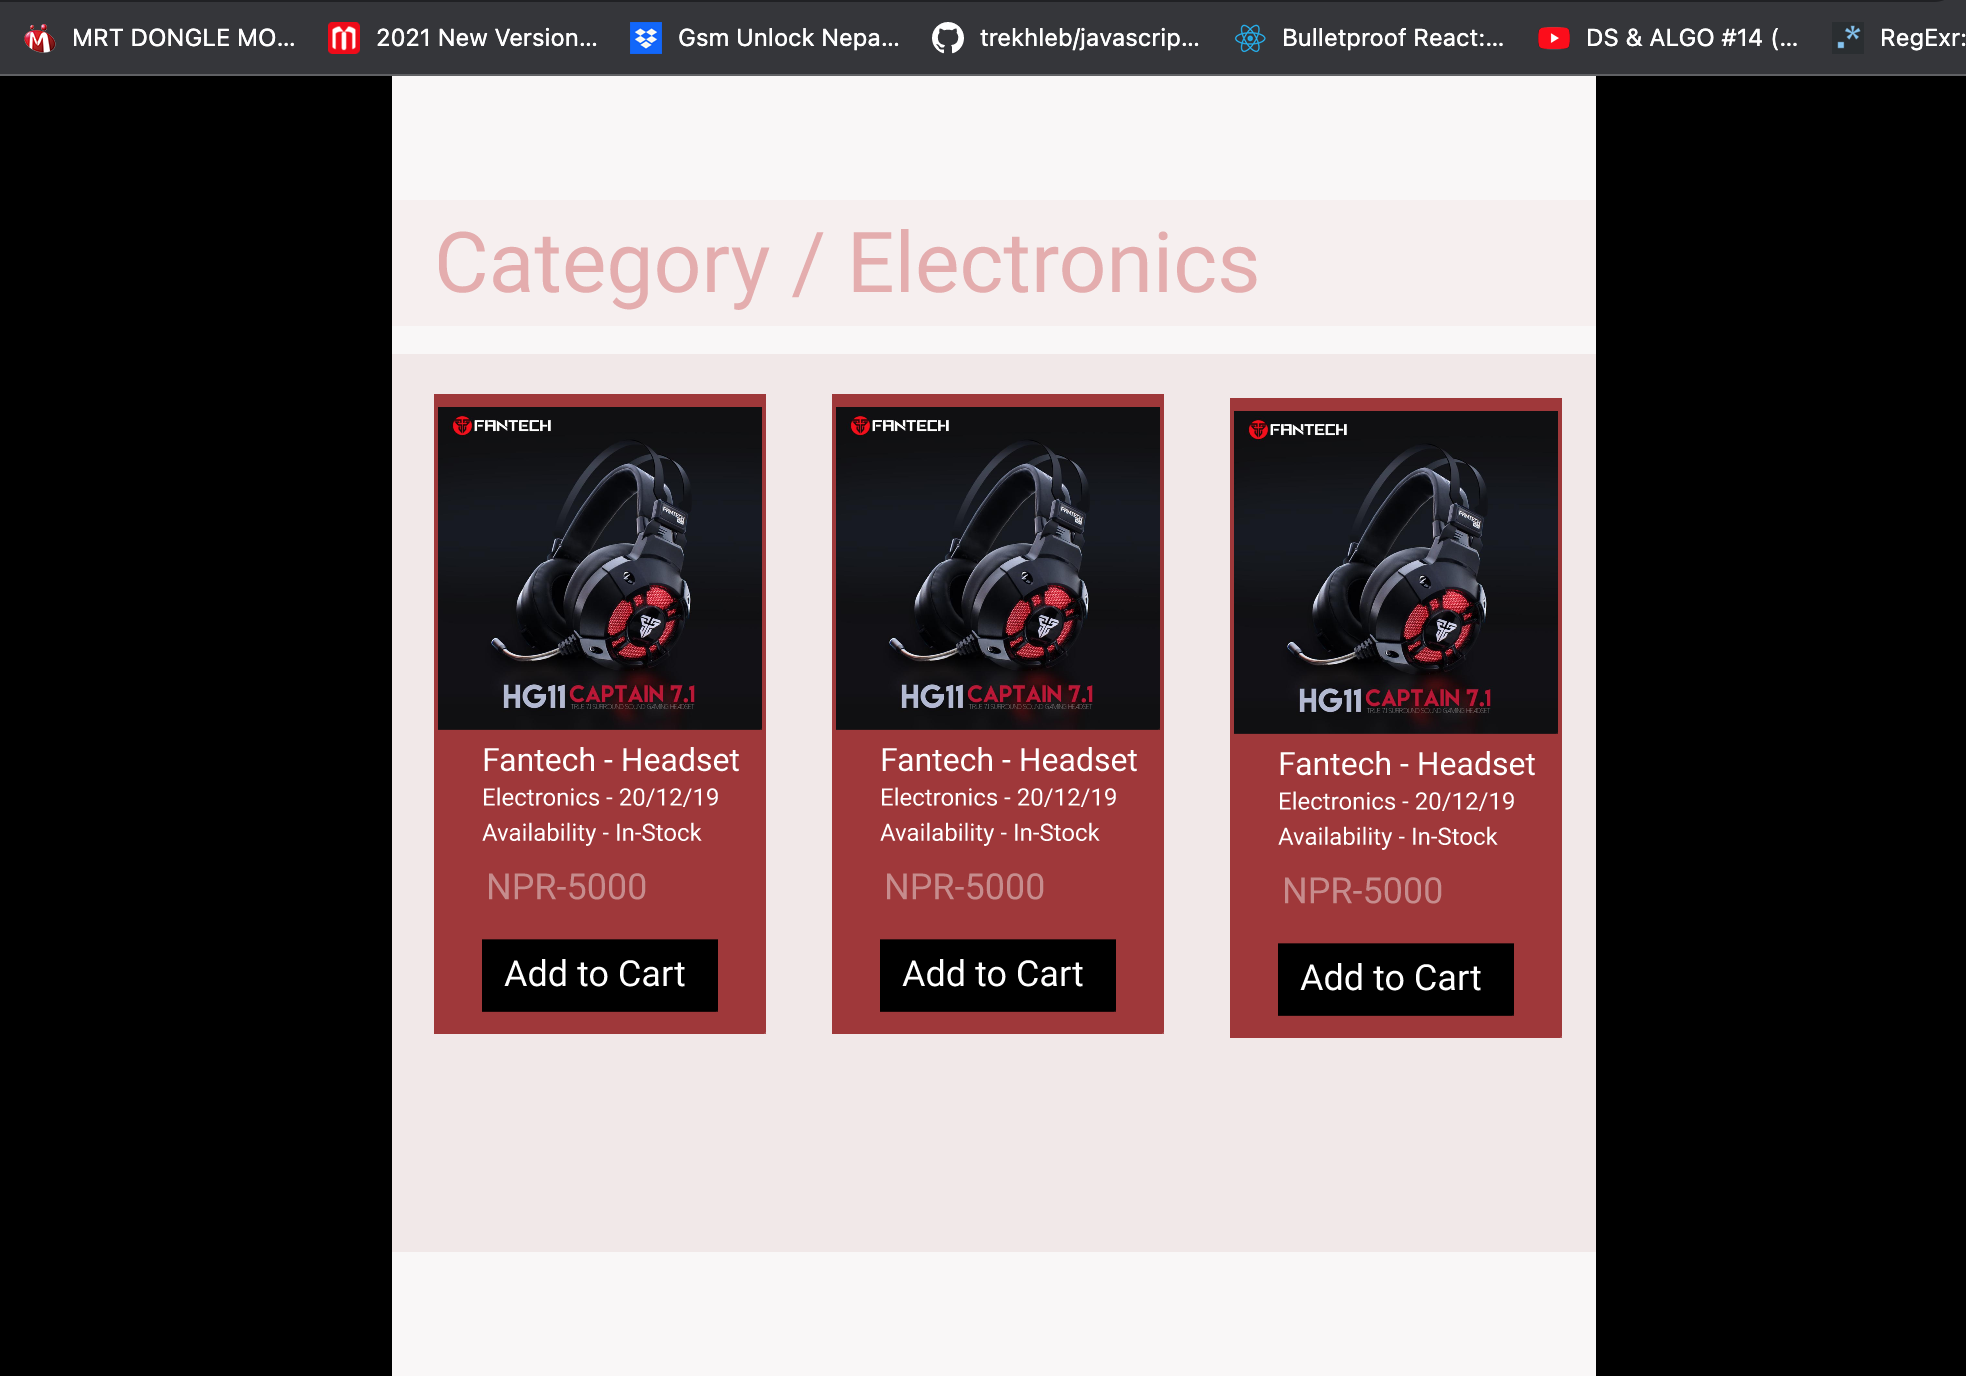 MRT DONGLE MO...
2021 New Version...
Gsm Unlock Nepa...
trekhleb/javascrip...
Bulletproof React:...
DS & ALGO #14 (...
RegExr:
Category / Electronics
FANTECH
HG11 CAPTAIN 7.1
TRUE 7.1 SURROUND SOUND GAMING HEADSET
Fantech - Headset
Electronics - 20/12/19
Availability - In-Stock
NPR-5000
Add to Cart
FANTECH
HG11 CAPTAIN 7.1
TRUE 7.1 SURROUND SOUND GAMING HEADSET
Fantech - Headset
Electronics - 20/12/19
Availability - In-Stock
NPR-5000
Add to Cart
FANTECH
HG11 CAPTAIN 7.1
TRUE 7.1 SURROUND SOUND GAMING HEADSET
Fantech - Headset
Electronics - 20/12/19
Availability - In-Stock
NPR-5000
Add to Cart